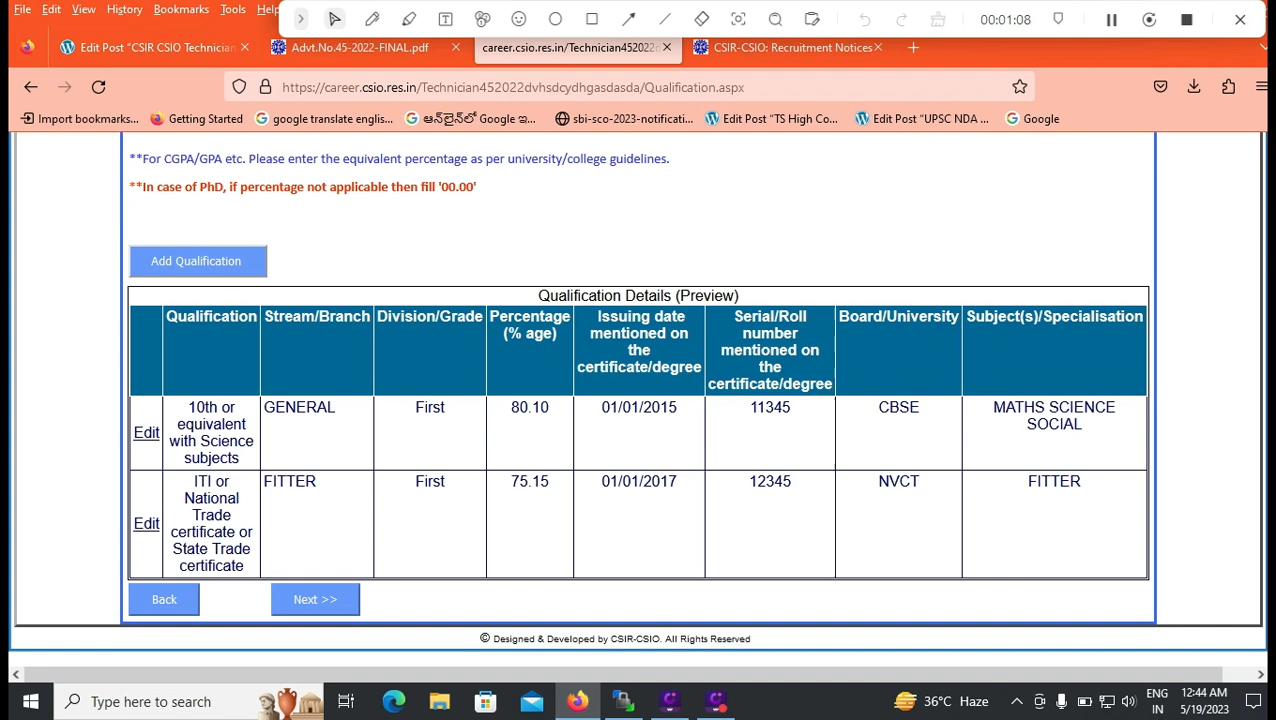 File Edit View History Bookmarks Tools Help
00:01:08
Edit Post "CSIR CSIO Technician
Advt.No.45-2022-FINAL.pdf
career.csio.res.in/Technician452022d
CSIR-CSIO: Recruitment Notices
https://career.csio.res.in/Technician452022dvhsdcydhgasdasda/Qualification.aspx
Import bookmarks...
Getting Started
google translate englis...
ఆన్‌లైన్‌లో Google ఇ...
sbi-sco-2023-notificati...
Edit Post "TS High Co...
Edit Post "UPSC NDA ...
Google
**For CGPA/GPA etc. Please enter the equivalent percentage as per university/college guidelines.
**In case of PhD, if percentage not applicable then fill '00.00'
Add Qualification
Qualification Details (Preview)
Qualification
Stream/Branch
Division/Grade
Percentage
(% age)
Issuing date
mentioned on
the
certificate/degree
Serial/Roll
number
mentioned on
the
certificate/degree
Board/University
Subject(s)/Specialisation
Edit
10th or
equivalent
with Science
subjects
GENERAL
First
80.10
01/01/2015
11345
CBSE
MATHS SCIENCE
SOCIAL
Edit
ITI or
National
Trade
certificate or
State Trade
certificate
FITTER
First
75.15
01/01/2017
12345
NVCT
FITTER
Back
Next >>
© Designed & Developed by CSIR-CSIO. All Rights Reserved
Type here to search
36°C Haze
ENG
IN
12:44 AM
5/19/2023